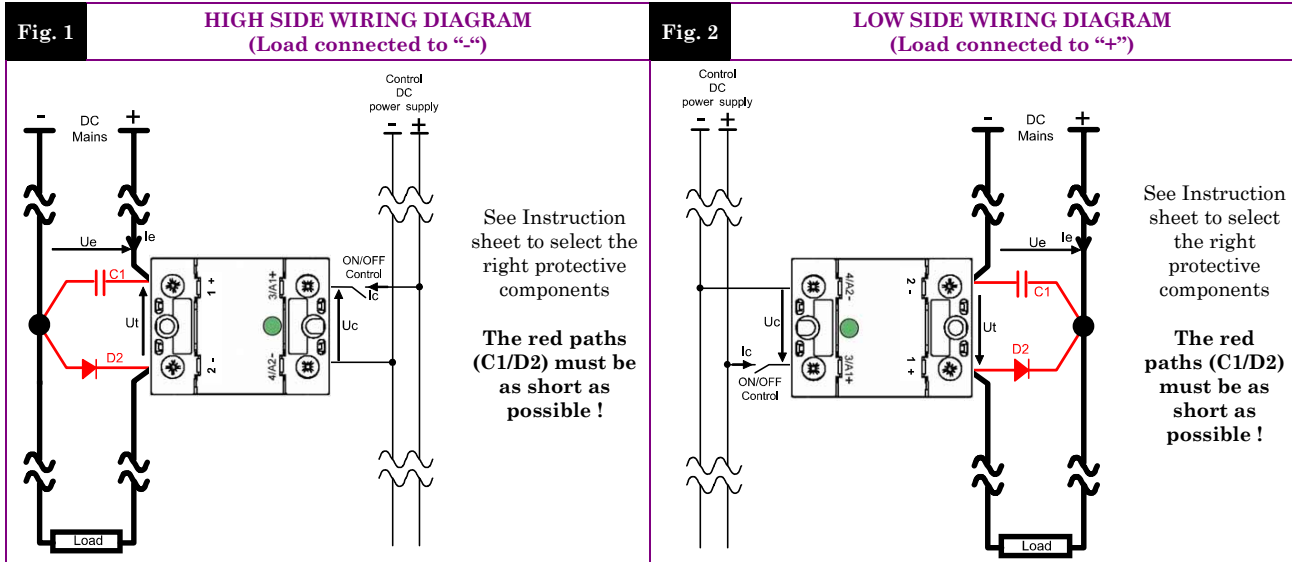 Fig. 1
HIGH SIDE WIRING DIAGRAM
(Load connected to “-“)
Control
DC
power supply
- +
- DC +
Mains
Ue
Ie
C1
Ut
D2
1 +
2 -
3/A1+
4/A2-
ON/OFF
Control
Ic
Uc
Load
See Instruction
sheet to select the
right protective
components
The red paths
(C1/D2) must be
as short as
possible !
Fig. 2
LOW SIDE WIRING DIAGRAM
(Load connected to “+”)
Control
DC
power supply
- +
- DC +
Mains
Ue
Ie
4/A2-
2 -
C1
Uc
Ut
Ic
3/A1+
1 +
D2
ON/OFF
Control
Load
See Instruction
sheet to select
the right
protective
components
The red
paths (C1/D2)
must be as
short as
possible !